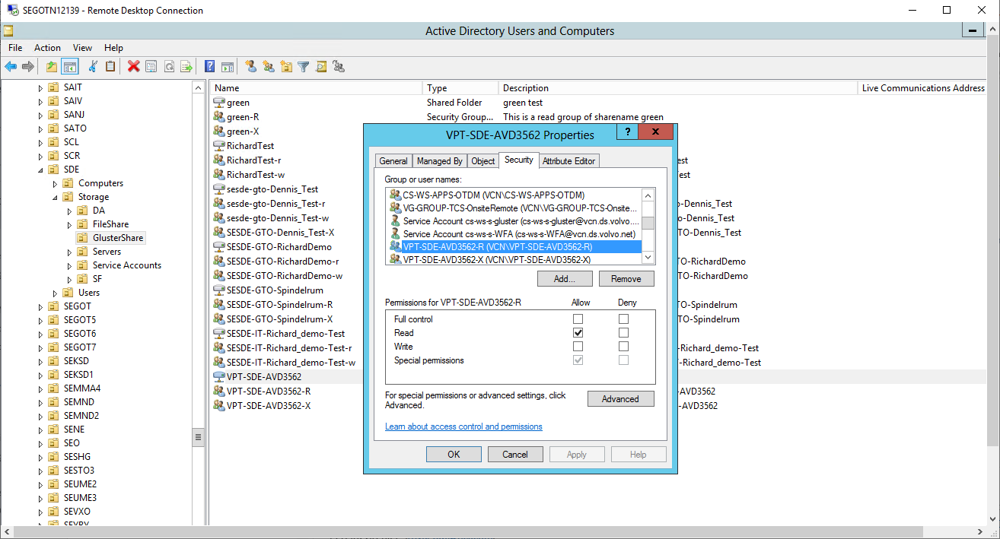 SEGOTN12139 - Remote Desktop Connection
Active Directory Users and Computers
File Action View Help
SAIT
SAIV
SANJ
SATO
SCL
SCR
SDE
Computers
Storage
DA
FileShare
GlusterShare
Servers
Service Accounts
SF
Users
SEGOT
SEGOT5
SEGOT6
SEGOT7
SEKSD
SEKSD1
SEMMA4
SEMND
SEMND2
SENE
SEO
SESHG
SESTO3
SEUME2
SEUME3
SEVXO
Name Type Description Live Communications Address
green Shared Folder green test
green-R Security Group... This is a read group of sharename green
green-X
RichardTest
RichardTest-r est
RichardTest-w est
sesde-gto-Dennis_Test
sesde-gto-Dennis_Test-r o-Dennis_Test
sesde-gto-Dennis_Test-w o-Dennis_Test
SESDE-GTO-Dennis_Test-X TO-Dennis_Test
SESDE-GTO-RichardDemo
SESDE-GTO-RichardDemo-r TO-RichardDemo
SESDE-GTO-RichardDemo-w TO-RichardDemo
SESDE-GTO-Spindelrum
SESDE-GTO-Spindelrum-R TO-Spindelrum
SESDE-GTO-Spindelrum-X TO-Spindelrum
SESDE-IT-Richard_demo-Test
SESDE-IT-Richard_demo-Test-r -Richard_demo-Test
SESDE-IT-Richard_demo-Test-w -Richard_demo-Test
VPT-SDE-AVD3562
VPT-SDE-AVD3562-R -AVD3562
VPT-SDE-AVD3562-X -AVD3562
VPT-SDE-AVD3562 Properties ? x
General Managed By Object Security Attribute Editor
Group or user names:
CS-WS-APPS-OTDM (VCN\CS-WS-APPS-OTDM)
VG-GROUP-TCS-OnsiteRemote (VCN\VG-GROUP-TCS-Onsite...
Service Account cs-ws-s-gluster (cs-ws-s-gluster@vcn.ds.volvo....
Service Account cs-ws-s-WFA (cs-ws-s-WFA@vcn.ds.volvo.net)
VPT-SDE-AVD3562-R (VCN\VPT-SDE-AVD3562-R)
VPT-SDE-AVD3562-X (VCN\VPT-SDE-AVD3562-X)
Add... Remove
Permissions for VPT-SDE-AVD3562-R Allow Deny
Full control
Read
Write
Special permissions
For special permissions or advanced settings, click
Advanced.
Advanced
Learn about access control and permissions
OK Cancel Apply Help